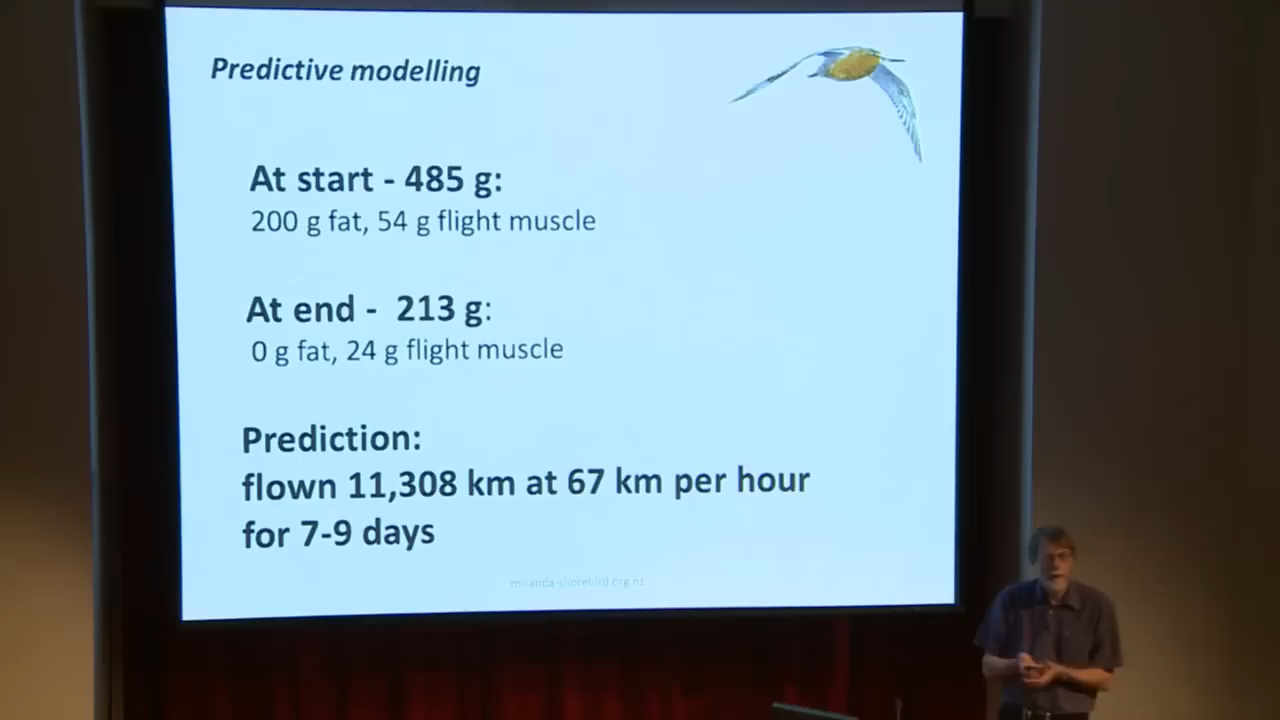 Predictive modelling
At start - 485 g:
200 g fat, 54 g flight muscle
At end - 213 g:
0 g fat, 24 g flight muscle
Prediction:
flown 11,308 km at 67 km per hour
for 7-9 days
miranda-shorebird.org.nz